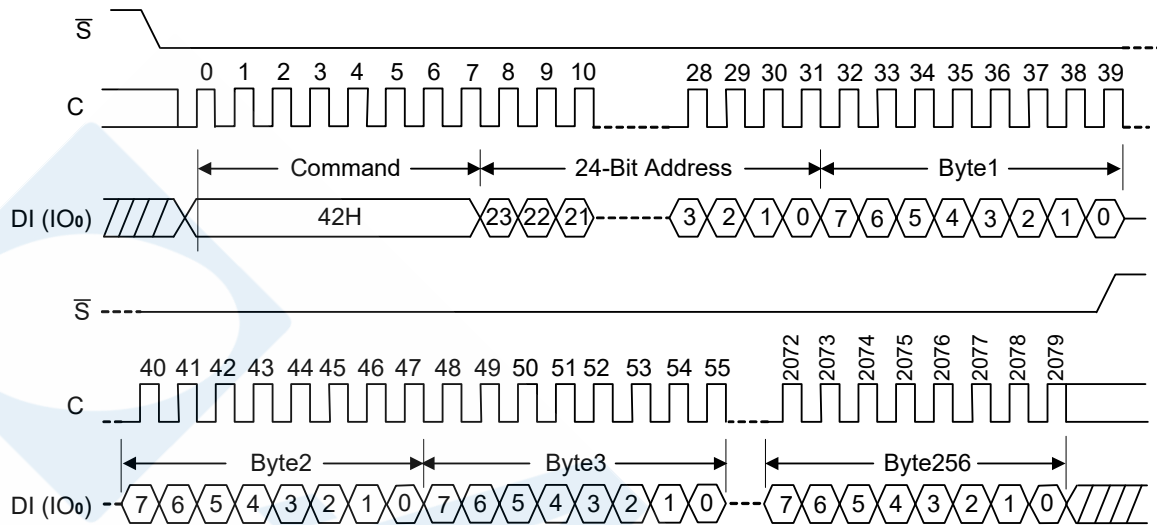 S̅
0 1 2 3 4 5 6 7 8 9 10 28 29 30 31 32 33 34 35 36 37 38 39
C
Command 24-Bit Address Byte1
DI (IO₀) 42H 23 22 21 3 2 1 0 7 6 5 4 3 2 1 0
S̅
40 41 42 43 44 45 46 47 48 49 50 51 52 53 54 55 2072 2073 2074 2075 2076 2077 2078 2079
C
Byte2 Byte3 Byte256
DI (IO₀) 7 6 5 4 3 2 1 0 7 6 5 4 3 2 1 0 7 6 5 4 3 2 1 0